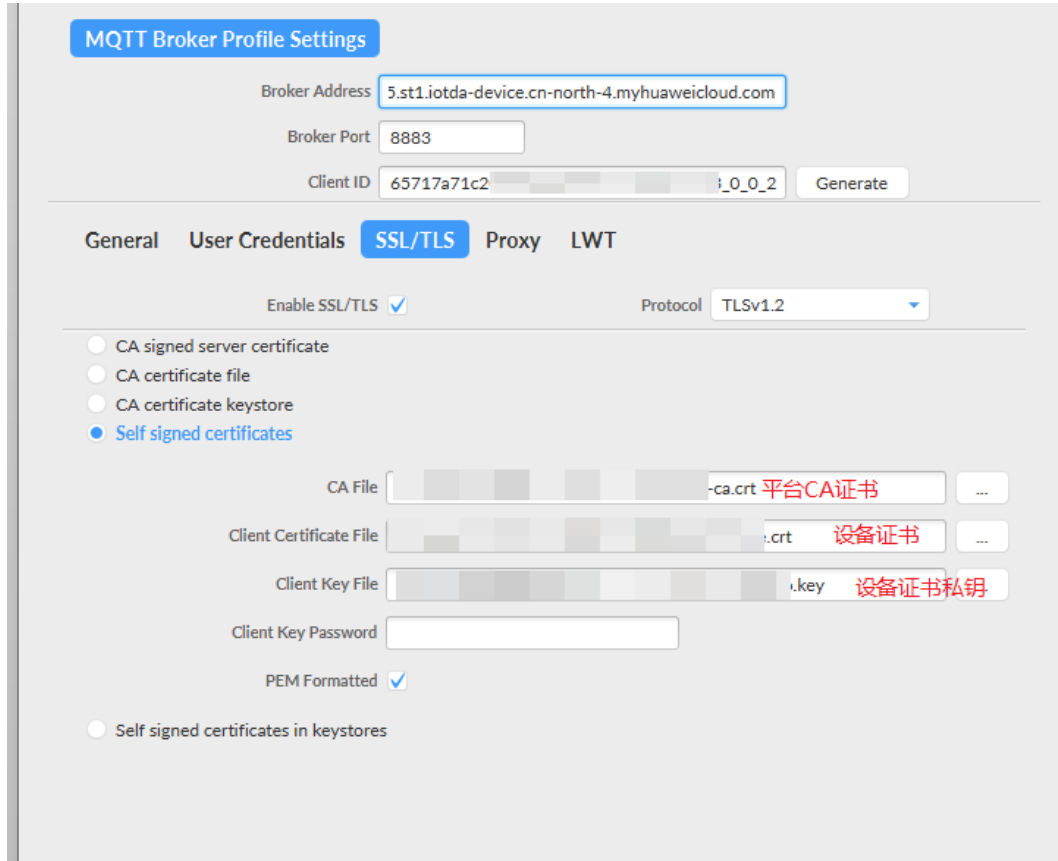 MQTT Broker Profile Settings
Broker Address 5.st1.iotda-device.cn-north-4.myhuaweicloud.com
Broker Port 8883
Client ID 65717a71c2 _0_0_2 Generate
General User Credentials SSL/TLS Proxy LWT
Enable SSL/TLS Protocol TLSv1.2
CA signed server certificate
CA certificate file
CA certificate keystore
Self signed certificates
CA File -ca.crt 平台CA证书 ...
Client Certificate File .crt 设备证书 ...
Client Key File .key 设备证书私钥
Client Key Password
PEM Formatted
Self signed certificates in keystores